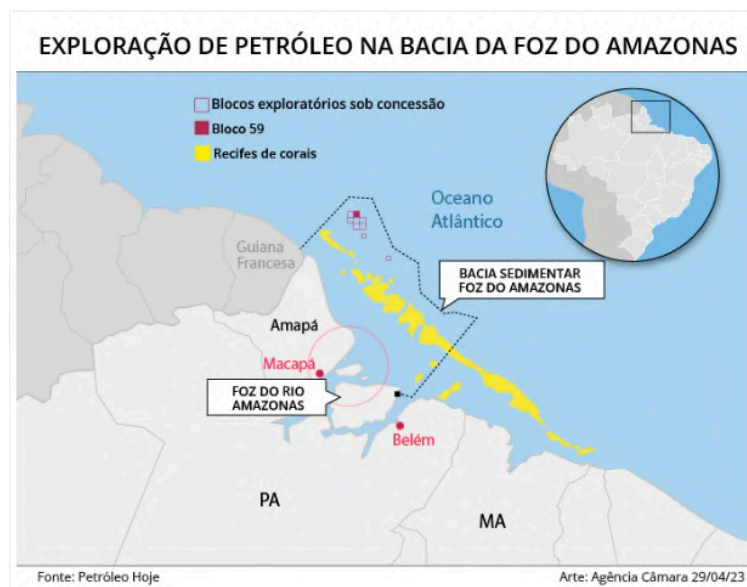 EXPLORAÇÃO DE PETRÓLEO NA BACIA DA FOZ DO AMAZONAS
Blocos exploratórios sob concessão
Bloco 59
Recifes de corais
Oceano
Atlântico
Guiana
Francesa
BACIA SEDIMENTAR
FOZ DO AMAZONAS
Amapá
Macapá
FOZ DO RIO
AMAZONAS
Belém
PA
MA
Fonte: Petróleo Hoje
Arte: Agência Câmara 29/04/23